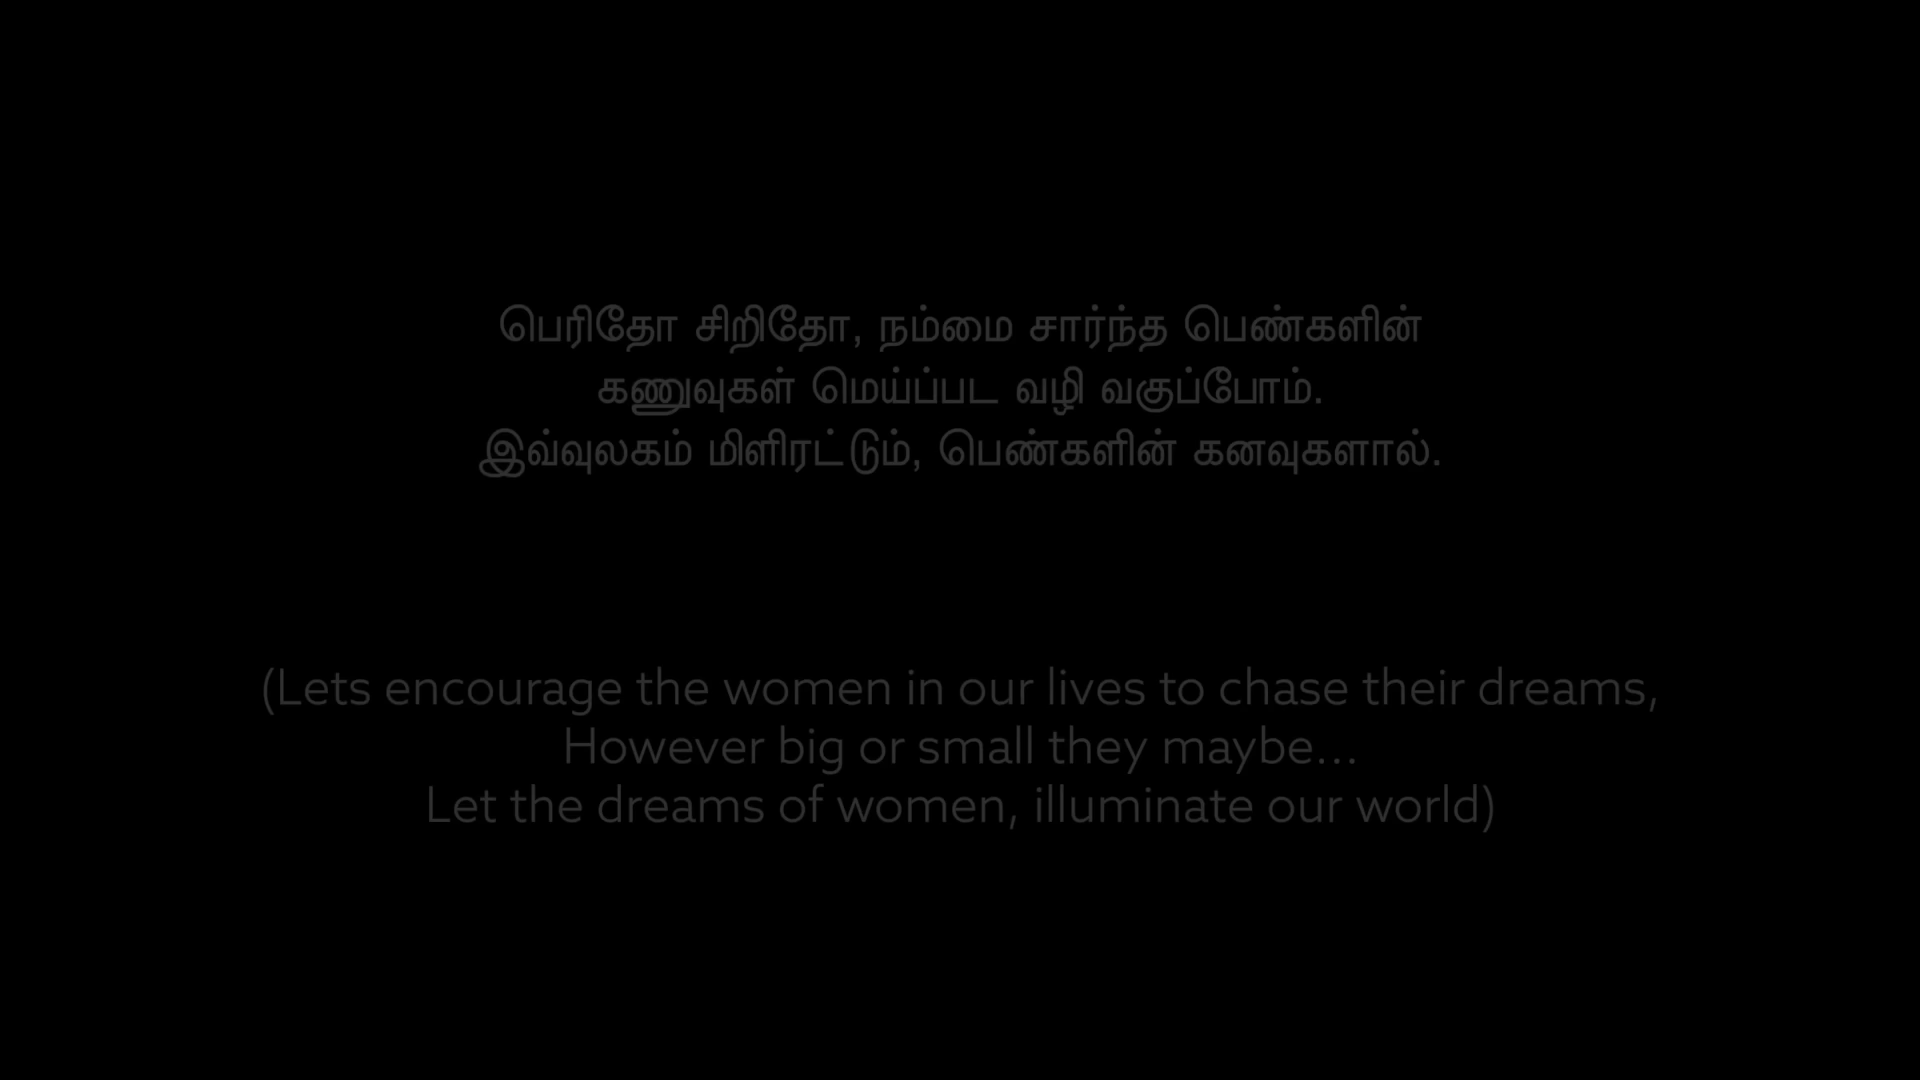 பெரிதோ சிறிதோ, நம்மை சார்ந்த பெண்களின்
கணுவுகள் மெய்ப்பட வழி வகுப்போம்.
இவ்வுலகம் மிளிரட்டும், பெண்களின் கனவுகளால்.
(Lets encourage the women in our lives to chase their dreams,
However big or small they maybe...
Let the dreams of women, illuminate our world)